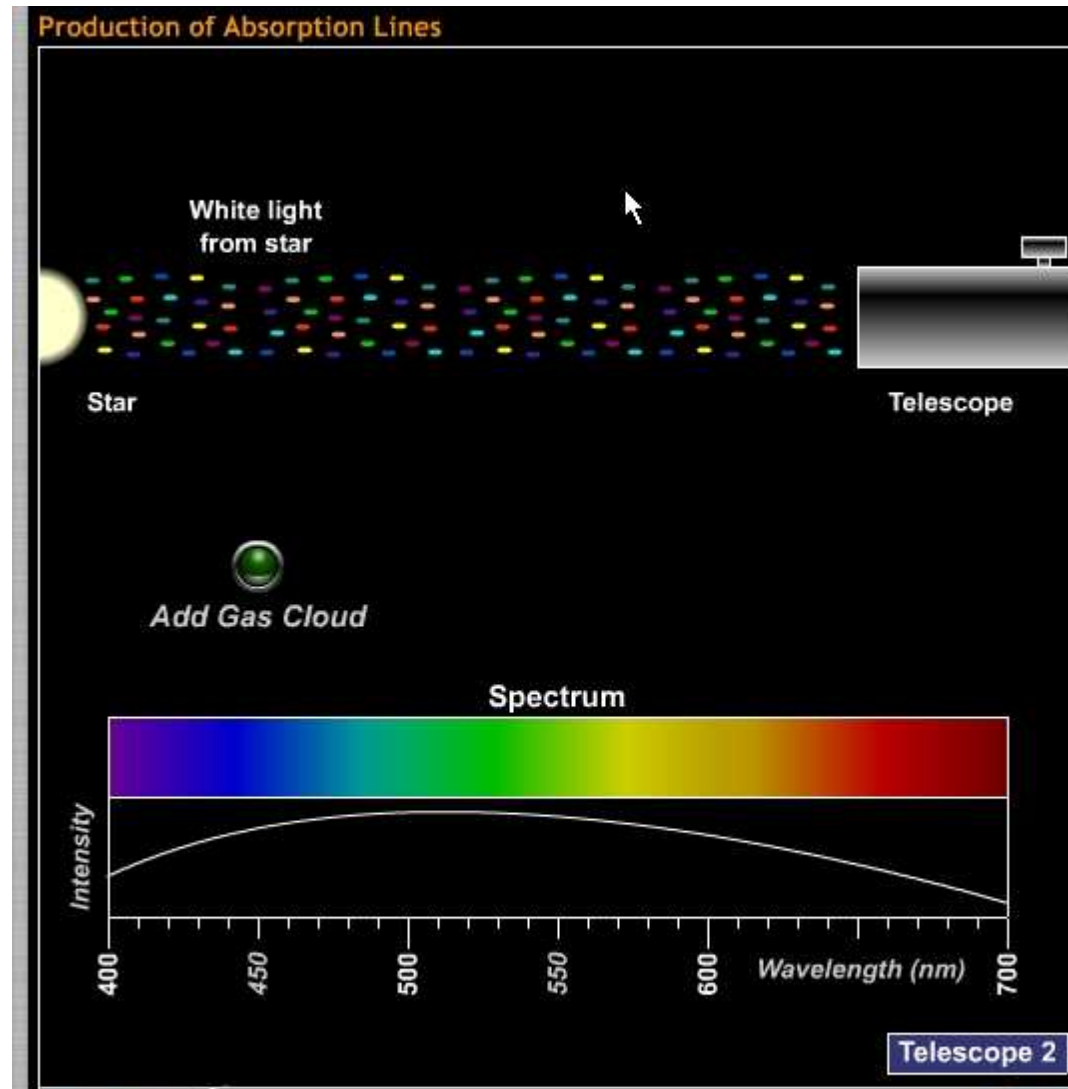 Production of Absorption Lines
White light
from star
Star
Telescope
Add Gas Cloud
Spectrum
Intensity
400
450
500
550
600
Wavelength (nm)
700
Telescope 2